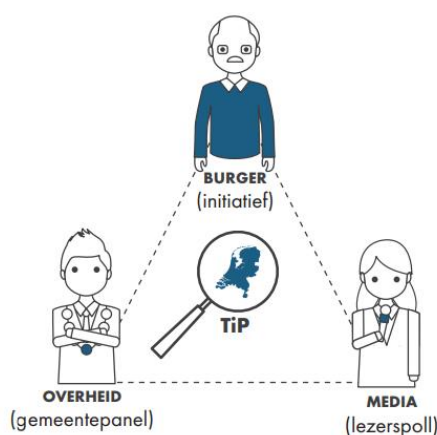 BURGER
(initiatief)
TiP
OVERHEID
(gemeentepanel)
MEDIA
(lezerspoll)